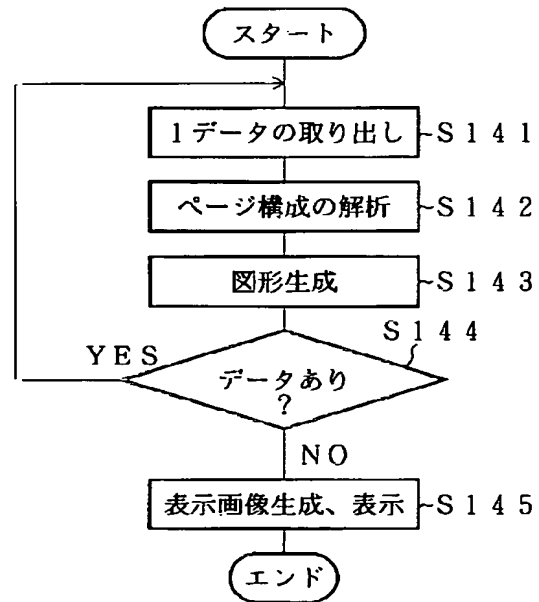 スタート
1データの取り出し S141
ページ構成の解析 S142
図形生成 S143
S144
YES
データあり
?
NO
表示画像生成、表示 S145
エンド